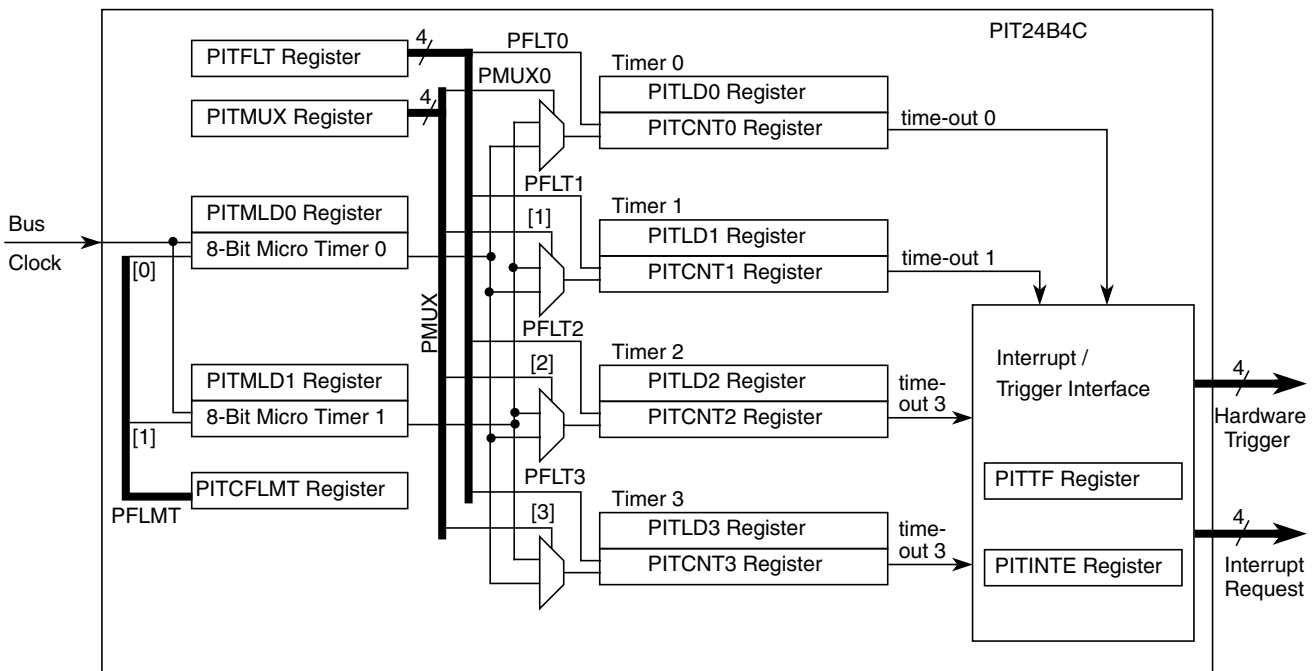 PIT24B4C
PITFLT Register
4
PFLT0
Timer 0
PMUX0
PITLD0 Register
PITMUX Register
4
PITCNT0 Register
time-out 0
PFLT1
Timer 1
Bus
Clock
PITMLD0 Register
8-Bit Micro Timer 0
[0]
[1]
PITLD1 Register
PITCNT1 Register
time-out 1
PMUX
PFLT2
Timer 2
PITMLD1 Register
8-Bit Micro Timer 1
[1]
[2]
PITLD2 Register
PITCNT2 Register
time-
out 3
Interrupt /
Trigger Interface
4
Hardware
Trigger
PFLT3
Timer 3
PITCFLMT Register
PFLMT
[3]
PITLD3 Register
PITCNT3 Register
time-
out 3
PITTF Register
PITINTE Register
4
Interrupt
Request